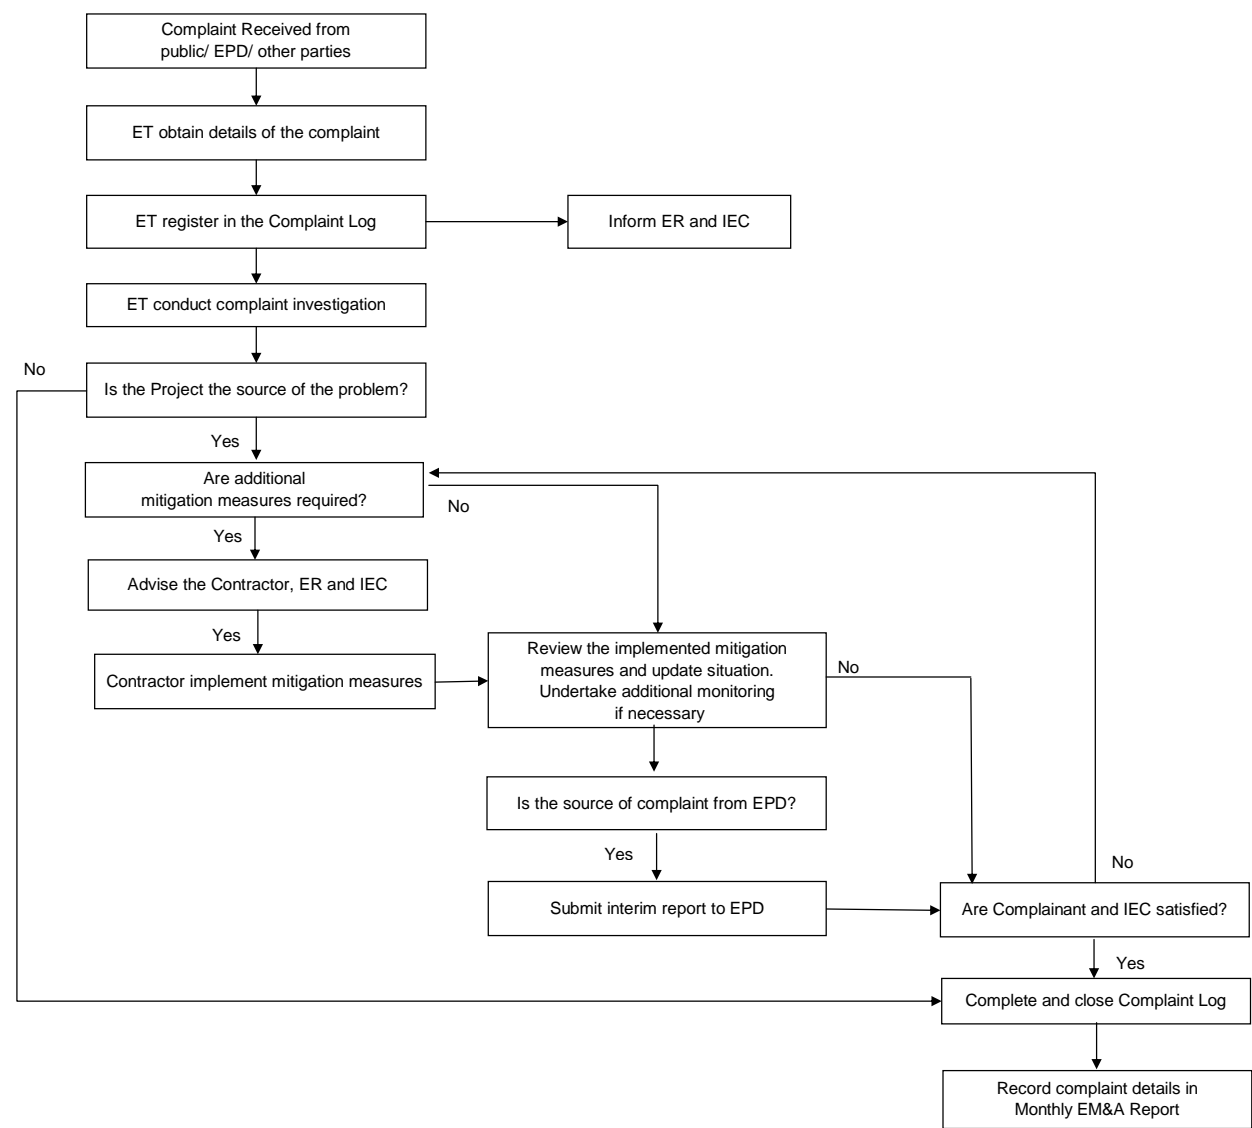 Complaint Received from
public/ EPD/ other parties
ET obtain details of the complaint
ET register in the Complaint Log
Inform ER and IEC
ET conduct complaint investigation
No
Is the Project the source of the problem?
Yes
Are additional
mitigation measures required?
No
Yes
Advise the Contractor, ER and IEC
Yes
Contractor implement mitigation measures
Review the implemented mitigation
measures and update situation.
Undertake additional monitoring
if necessary
No
Is the source of complaint from EPD?
Yes
No
Submit interim report to EPD
Are Complainant and IEC satisfied?
Yes
Complete and close Complaint Log
Record complaint details in
Monthly EM&A Report